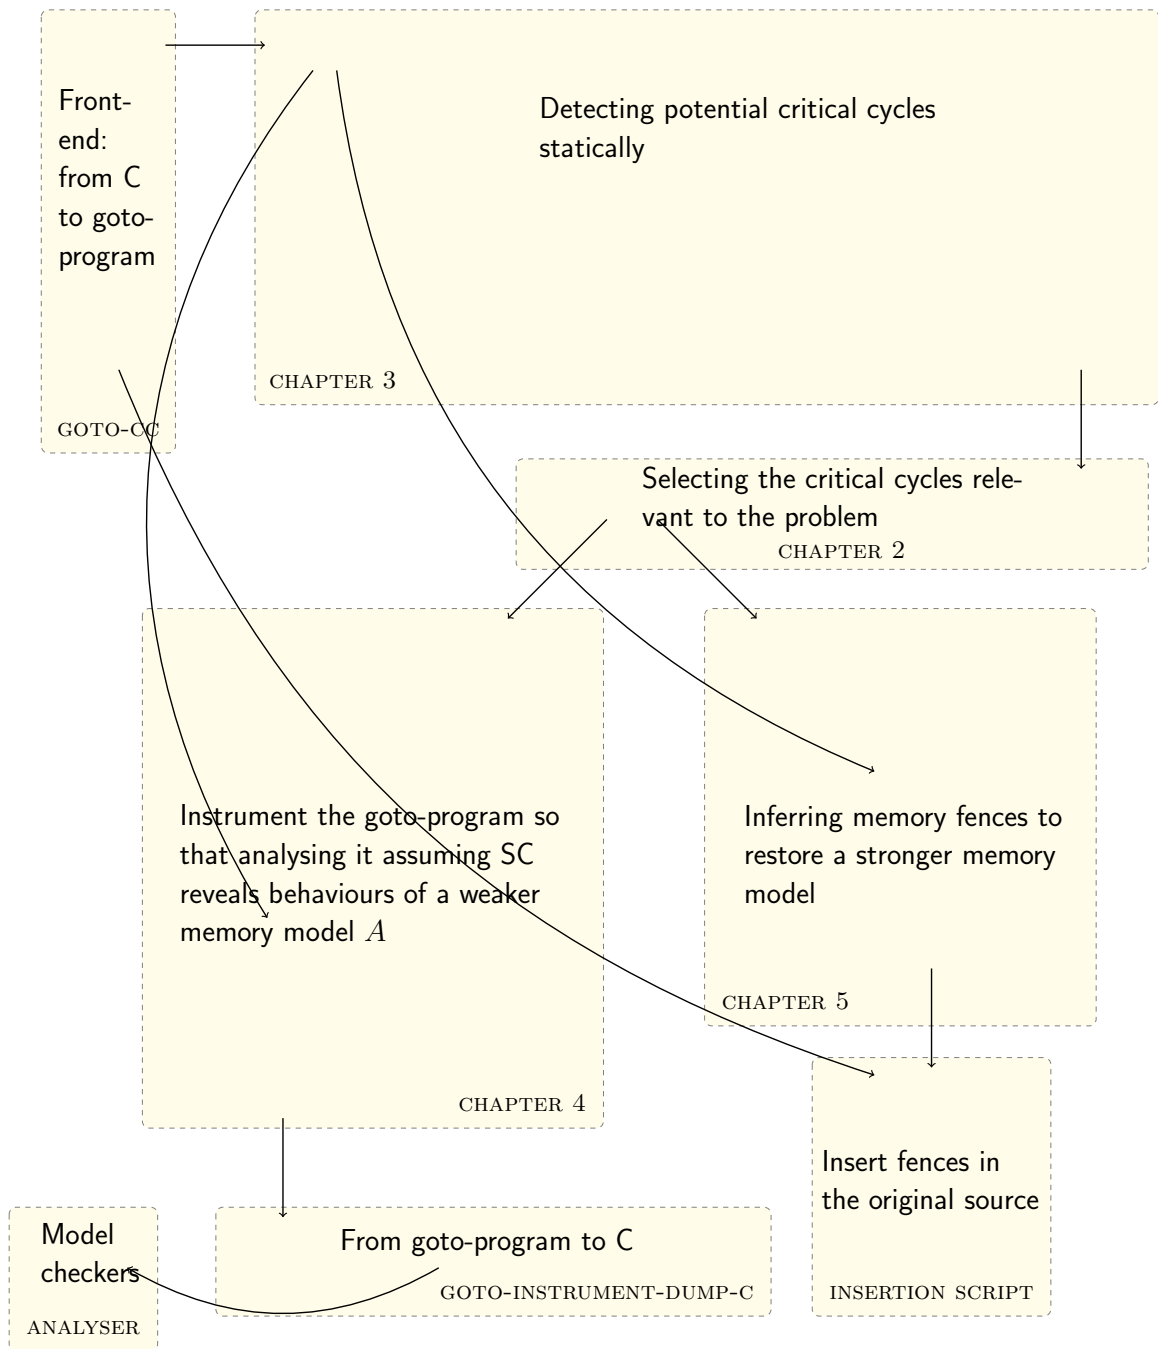 Front-
end:
from C
to goto-
program
GOTO-CC
Detecting potential critical cycles
statically
CHAPTER 3
Selecting the critical cycles rele-
vant to the problem
CHAPTER 2
Instrument the goto-program so
that analysing it assuming SC
reveals behaviours of a weaker
memory model A
CHAPTER 4
Inferring memory fences to
restore a stronger memory
model
CHAPTER 5
Insert fences in
the original source
INSERTION SCRIPT
From goto-program to C
GOTO-INSTRUMENT-DUMP-C
Model
checkers
ANALYSER